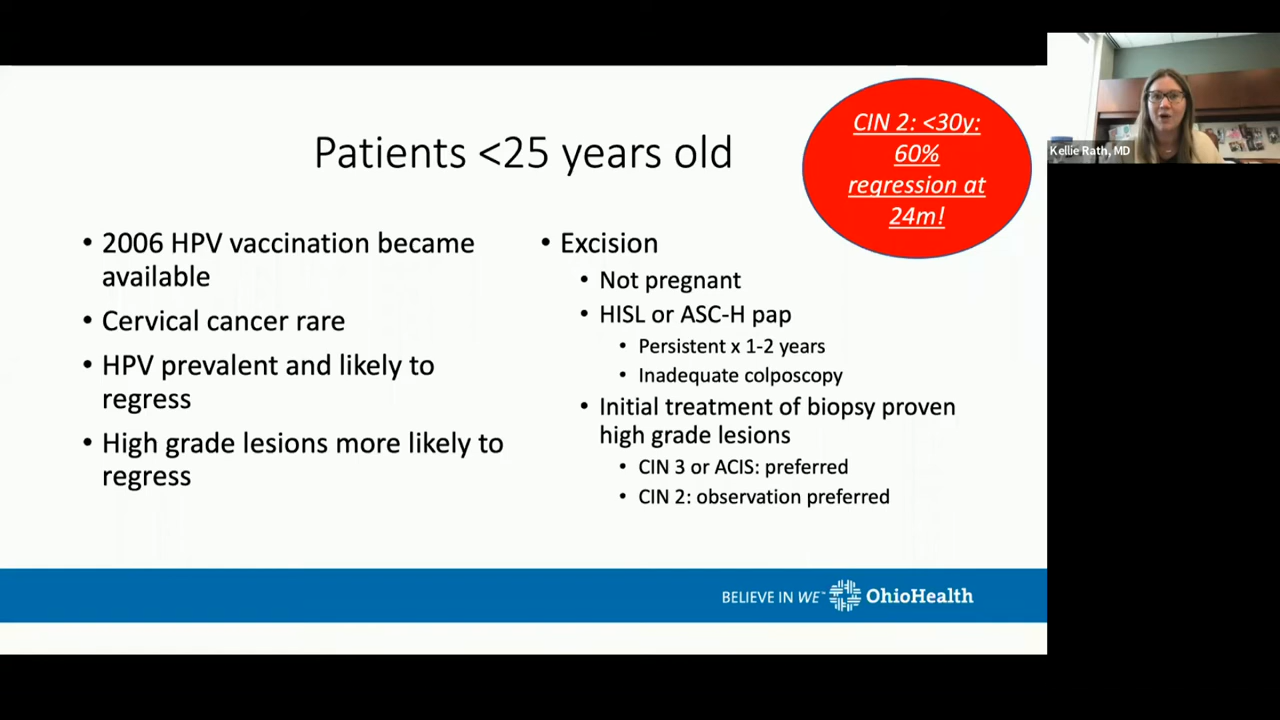 Patients <25 years old
CIN 2: <30y:
60%
regression at
24m!
Kellie Rath, MD
• 2006 HPV vaccination became
available
• Cervical cancer rare
• HPV prevalent and likely to
regress
• High grade lesions more likely to
regress
• Excision
• Not pregnant
• HISL or ASC-H pap
• Persistent x 1-2 years
• Inadequate colposcopy
• Initial treatment of biopsy proven
high grade lesions
• CIN 3 or ACIS: preferred
• CIN 2: observation preferred
BELIEVE IN WE™ OhioHealth